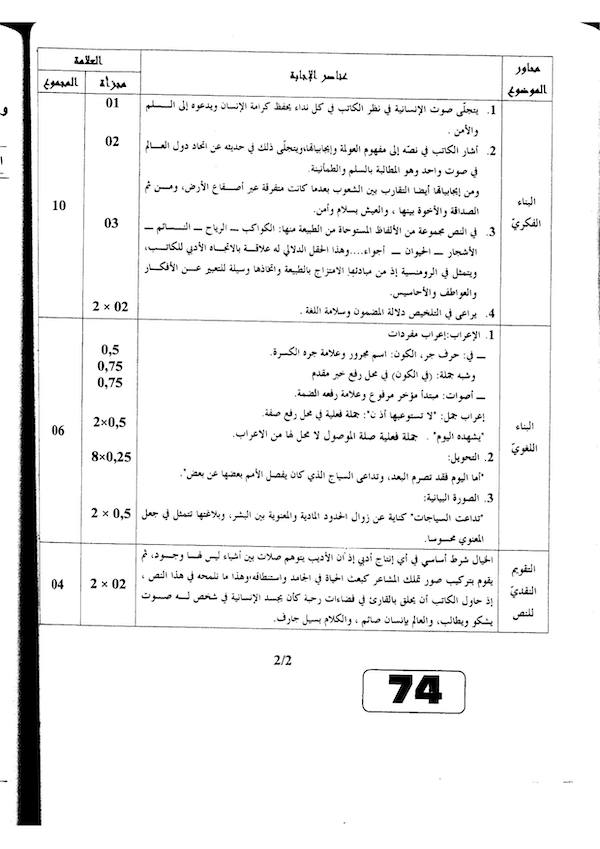 محاور الموضوع
عناصر الإجابة
العلامة
مجزأة
المجموع
البناء الفكريّ
1. يتجلّى صوت الإنسانية في نظر الكاتب في كل نداء يحفظ كرامة الإنسان ويدعوه إلى السلم
والأمن .
01
2. أشار الكاتب في نصّه إلى مفهوم العولمة وإيجابياتها،ويتجلّى ذلك في حديثه عن اتحاد دول العالم
في صوت واحد وهو المطالبة بالسلم والطمأنينة.
02
ومن إيجابياتها أيضا التقارب بين الشعوب بعدما كانت متفرقة عبر أصقاع الأرض، ومن ثم
الصداقة والأخوة بينها ، والعيش بسلام وأمن.
10
3. في النص مجموعة من الألفاظ المستوحاة من الطبيعة منها: الكواكب ــ الرياح ــ النسائم ــ
03
الأشجار ــ الحيوان ــ أجواء....وهذا الحقل الدلالي له علاقة بالاتجاه الأدبي للكاتب،
ويتمثل في الرومنسية إذ من مبادئها الامتزاج بالطبيعة واتخاذها وسيلة للتعبير عن الأفكار
والعواطف والأحاسيس.
4. يراعى في التلخيص دلالة المضمون وسلامة اللغة .
2 × 02
البناء اللغويّ
1. الإعراب:إعراب مفردات
ــ في: حرف جر، الكون: اسم مجرور وعلامة جره الكسرة.
0,5
وشبه جملة: (في الكون) في محل رفع خبر مقدم
0,75
ــ أصوات: مبتدأ مؤخر مرفوع وعلامة رفعه الضمة.
0,75
إعراب جمل: "لا تستوعبها أذن": جملة فعلية في محل رفع صفة.
2×0,5
"يشهده اليوم" . جملة فعلية صلة الموصول لا محل لها من الاعراب.
06
2. التحويل:
8×0,25
"أما اليوم فقد تصرم البعد، وتداعى السياج الذي كان يفصل الأمم بعضها عن بعض".
3. الصورة البيانية:
"تداعت السياجات" كناية عن زوال الحدود المادية والمعنوية بين البشر، وبلاغتها تتمثل في جعل
2 × 0,5
المعنوي محسوسا.
التقويم النقديّ للنص
الخيال شرط أساسي في أي إنتاج أدبي إذ أن الأديب يتوهم صلات بين أشياء ليس لها وجود، ثم
يقوم بتركيب صور تملك المشاعر كبعث الحياة في الجامد واستنطاقه،وهذا ما نلمحه في هذا النص ،
2 × 02
04
إذ حاول الكاتب أن يحلق بالقارئ في فضاءات رحبة كأن يجسد الإنسانية في شخص له صوت
يشكو ويطالب، والعالم بإنسان صائم ، والكلام بسيل جارف.
2/2
74